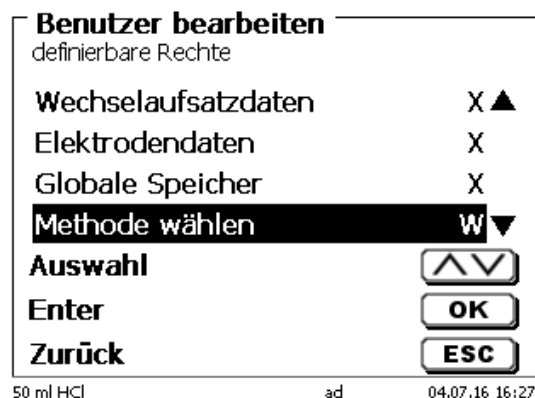 Benutzer bearbeiten
definierbare Rechte
Wechselaufsatzdaten X
Elektrodendaten X
Globale Speicher X
Methode wählen W
Auswahl
Enter OK
Zurück ESC
50 ml HCl ad 04.07.16 16:27